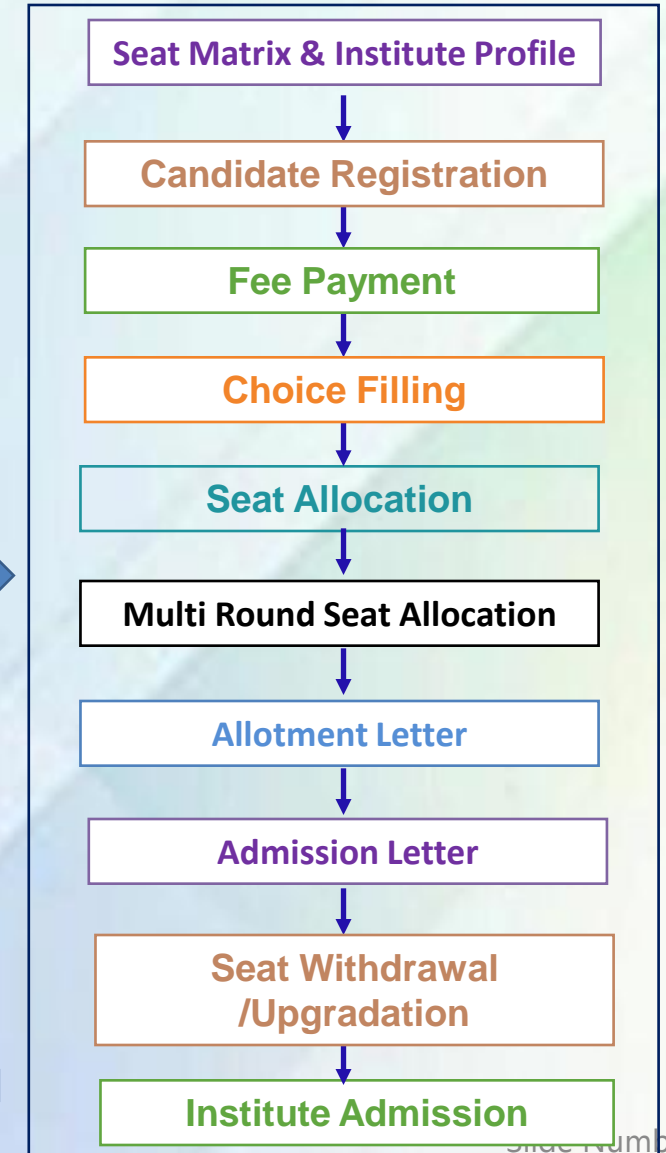 Seat Matrix & Institute Profile
Candidate Registration
Fee Payment
Choice Filling
Seat Allocation
Multi Round Seat Allocation
Allotment Letter
Admission Letter
Seat Withdrawal
/Upgradation
Institute Admission